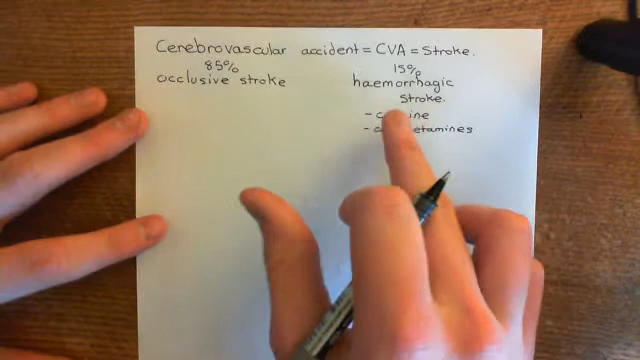 Cerebrovascular accident = CVA = Stroke.
85% 15%
occlusive stroke haemorrhagic
stroke.
-
-